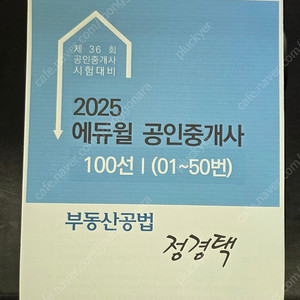 제 36 회
공인중개사
시험대비
2025
에듀윌 공인중개사
100선 I (01~50번)
부동산공법
정경택